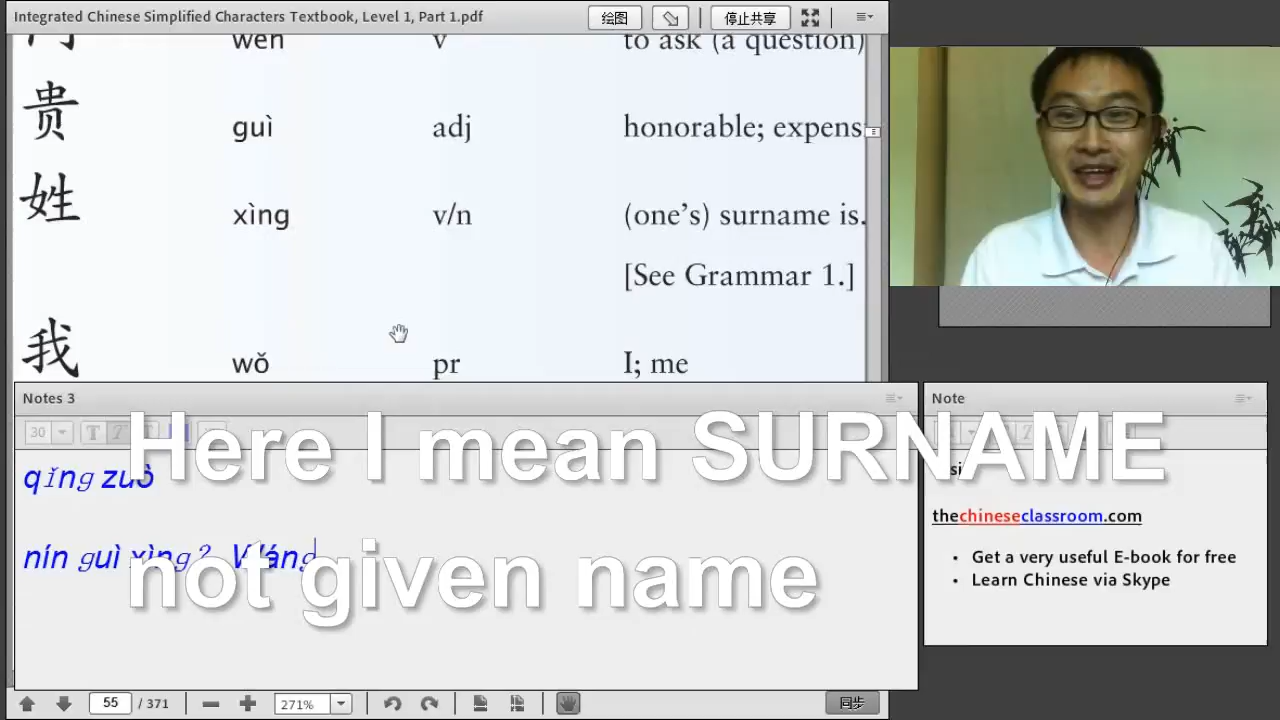 Integrated Chinese Simplified Characters Textbook, Level 1, Part 1.pdf
绘图
停止共享
wèn v to ask (a question)
贵 guì adj honorable; expens
姓 xìng v/n (one's) surname is.
[See Grammar 1.]
我 wǒ pr I; me
Notes 3
30 T T T
Here I mean SURNAME
not given name
qǐng zuò
nín guì xìng? Wáng
Note
thechineseclassroom.com
• Get a very useful E-book for free
• Learn Chinese via Skype
55 / 371
271%
同步